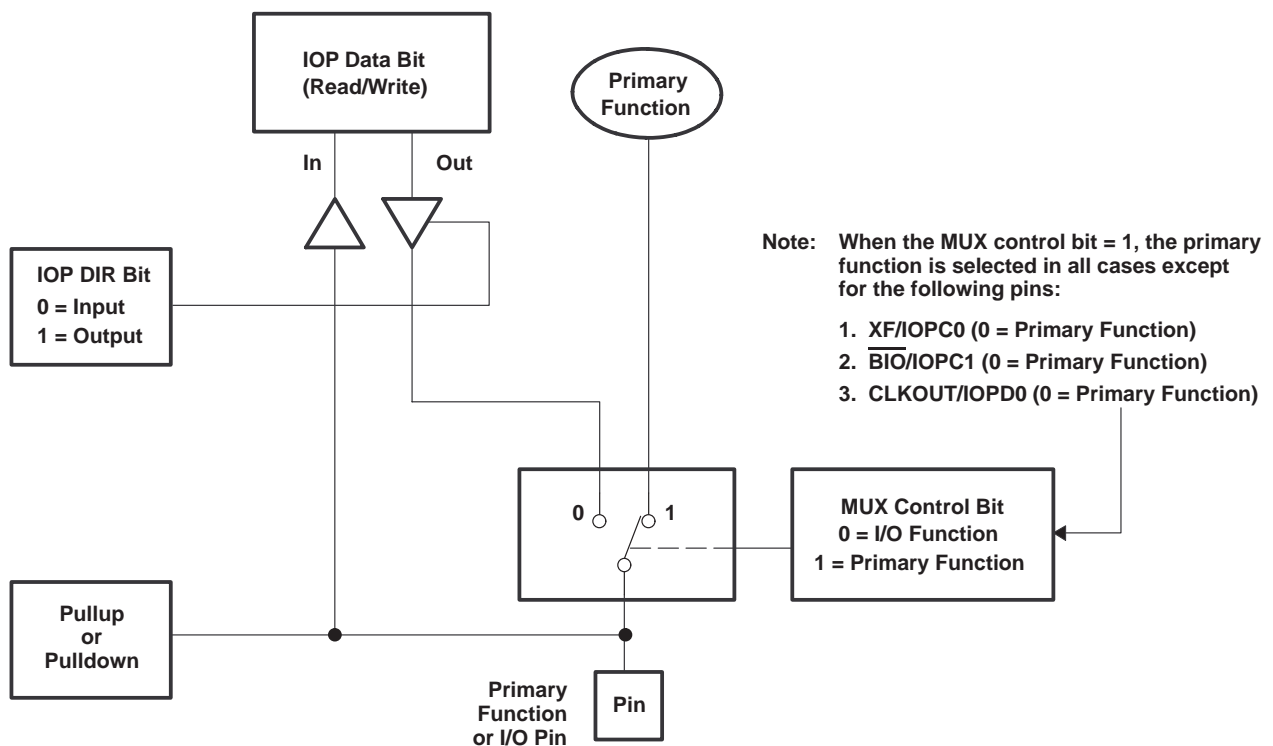 IOP Data Bit
(Read/Write)
Primary
Function
In
Out
IOP DIR Bit
0 = Input
1 = Output
Note: When the MUX control bit = 1, the primary
function is selected in all cases except
for the following pins:
1. XF/IOPC0 (0 = Primary Function)
2. B̅I̅O̅/IOPC1 (0 = Primary Function)
3. CLKOUT/IOPD0 (0 = Primary Function)
0
1
MUX Control Bit
0 = I/O Function
1 = Primary Function
Pullup
or
Pulldown
Primary
Function
or I/O Pin
Pin